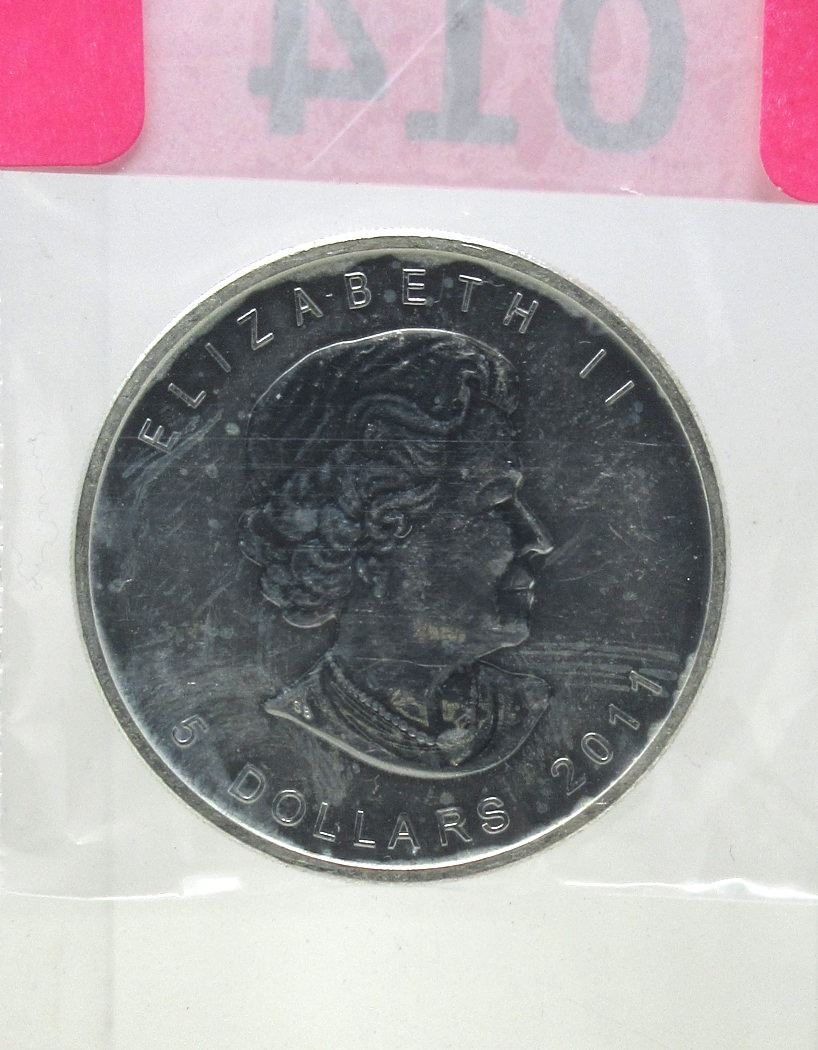 014
ELIZABETH II
5 DOLLARS 2011